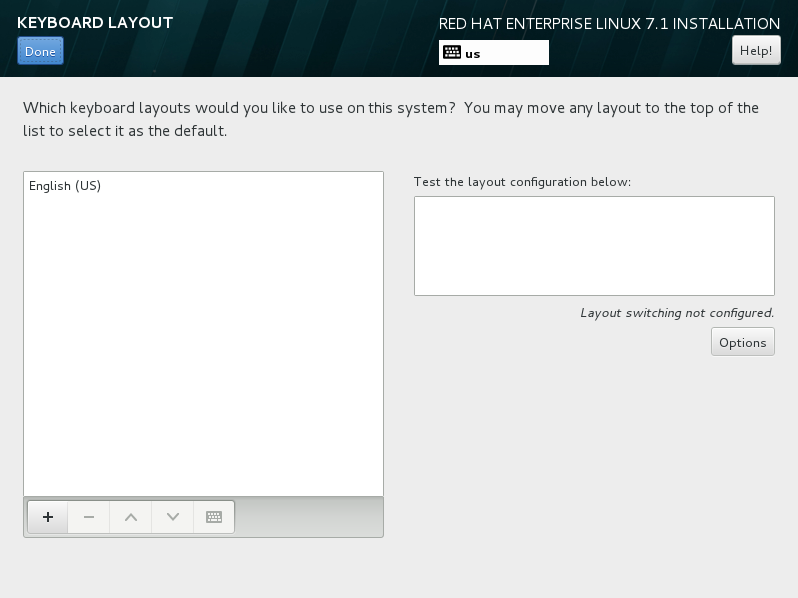 KEYBOARD LAYOUT
RED HAT ENTERPRISE LINUX 7.1 INSTALLATION
Done
us
Help!
Which keyboard layouts would you like to use on this system?  You may move any layout to the top of the
list to select it as the default.
English (US)
Test the layout configuration below:
Layout switching not configured.
Options